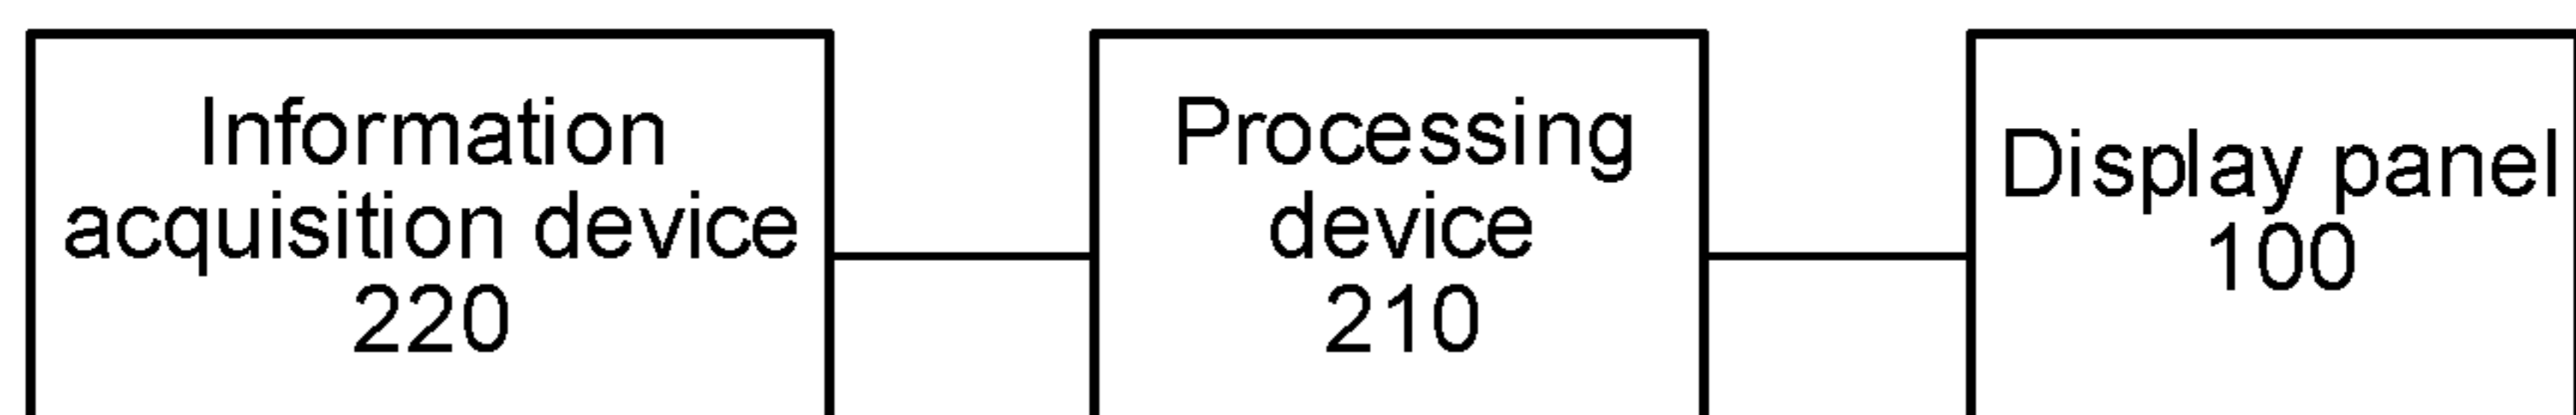 Information
acquisition device
220
Processing
device
210
Display panel
100